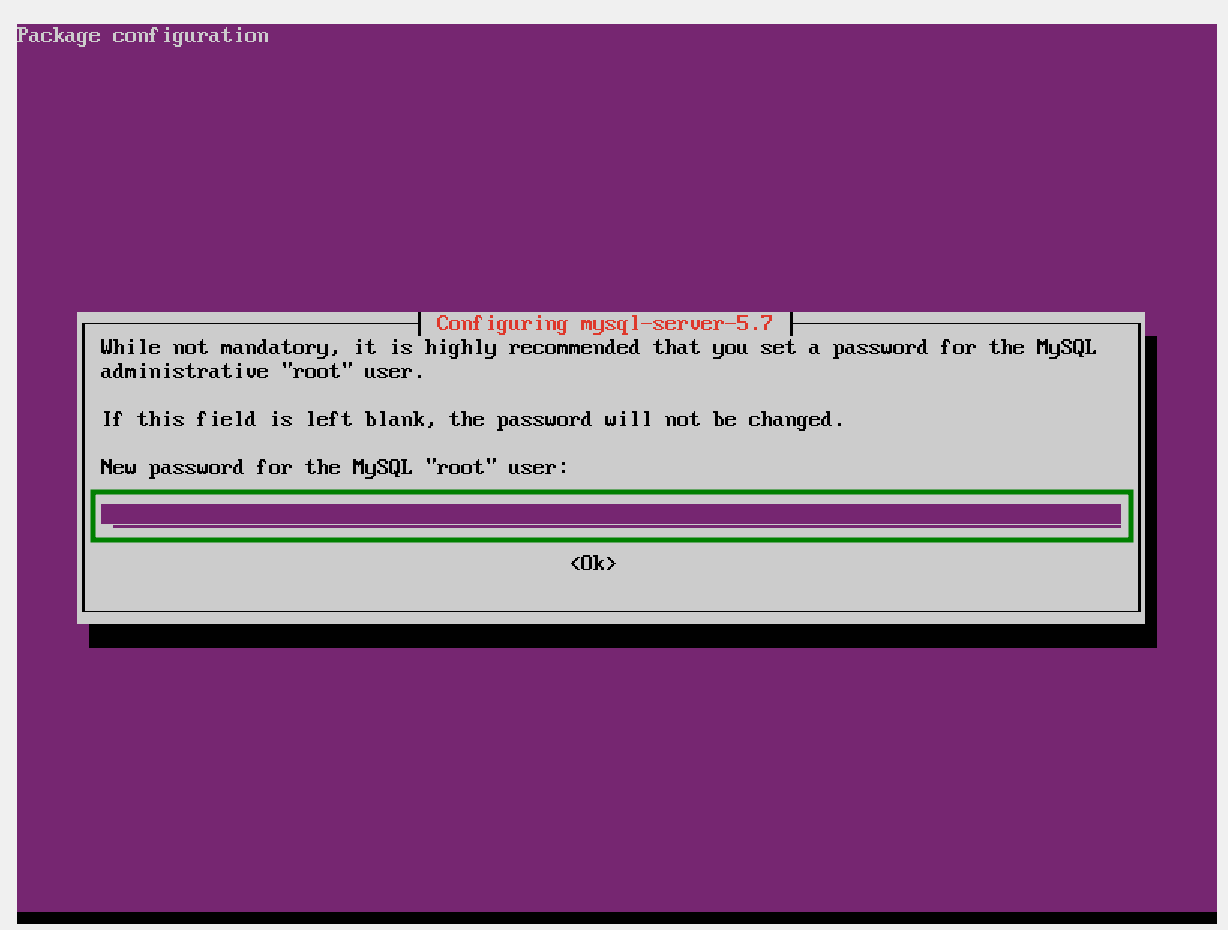 Package configuration
Configuring mysql-server-5.7
While not mandatory, it is highly recommended that you set a password for the MySQL
administrative "root" user.
If this field is left blank, the password will not be changed.
New password for the MySQL "root" user:
<Ok>